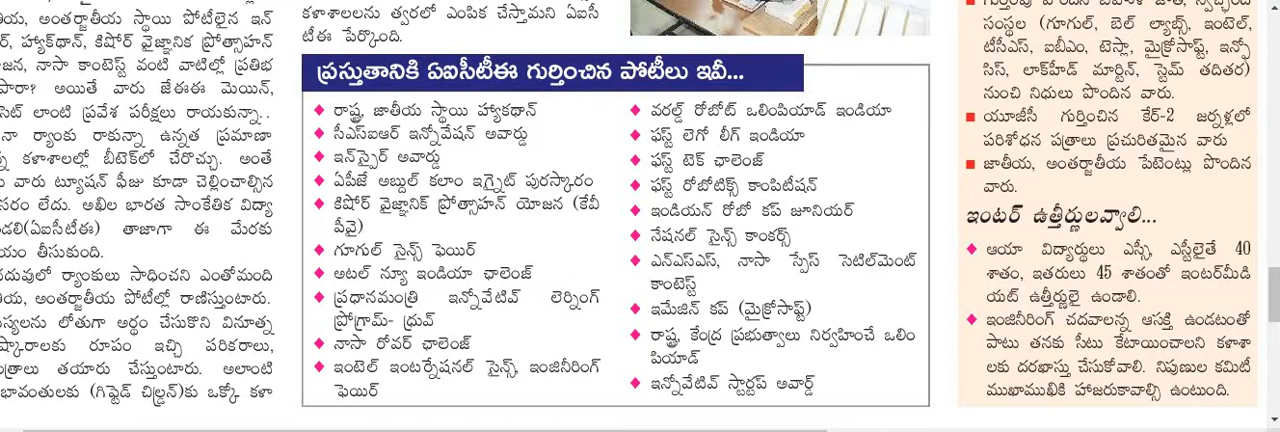 తీయ, అంతర్జాతీయ స్థాయి పోటీలైన ఇన్
ర్, హ్యాక్‌థాన్, కిషోర్ వైజ్ఞానిక ప్రోత్సాహన్
జన, నాసా కాంటెస్ట్ వంటి వాటిల్లో ప్రతిభ
పారా? అయితే వారు జేఈఈ మెయిన్,
సెట్ లాంటి ప్రవేశ పరీక్షలు రాయకున్నా..
నా ర్యాంకు రాకున్నా ఉన్నత ప్రమాణా
న్న కళాశాలల్లో బీటెక్‌లో చేరొచ్చు. అంతే
వారు ట్యూషన్ ఫీజు కూడా చెల్లించాల్సిన
సరం లేదు. అఖిల భారత సాంకేతిక విద్యా
డలి(ఏఐసీటీఈ) తాజాగా ఈ మేరకు
యం తీసుకుంది.
దువులో ర్యాంకులు సాధించని ఎంతోమంది
తీయ, అంతర్జాతీయ పోటీల్లో రాణిస్తుంటారు.
స్యలను లోతుగా అర్థం చేసుకొని వినూత్న
ష్కారాలకు రూపం ఇచ్చి పరికరాలు,
ంత్రాలు తయారు చేస్తుంటారు. అలాంటి
భావంతులకు (గిఫ్టెడ్ చిల్డ్రన్)కు ఒక్కో కళా
కళాశాలలను త్వరలో ఎంపిక చేస్తామని ఏఐసీ
టీఈ పేర్కొంది.
ప్రస్తుతానికి ఏఐసీటీఈ గుర్తించిన పోటీలు ఇవీ...
♦ రాష్ట్ర, జాతీయ స్థాయి హ్యాకథాన్
♦ సీఎస్ఐఆర్ ఇన్నోవేషన్ అవార్డు
♦ ఇన్‌స్పైర్ అవార్డు
♦ ఏపీజే అబ్దుల్ కలాం ఇగ్నైట్ పురస్కారం
♦ కిషోర్ వైజ్ఞానిక్ ప్రోత్సాహన్ యోజన (కేవీ
పీవై)
♦ గూగుల్ సైన్స్ ఫెయిర్
♦ అటల్ న్యూ ఇండియా ఛాలెంజ్
♦ ప్రధానమంత్రి ఇన్నోవేటివ్ లెర్నింగ్
ప్రోగ్రామ్- ధ్రువ్
♦ నాసా రోవర్ ఛాలెంజ్
♦ ఇంటెల్ ఇంటర్నేషనల్ సైన్స్, ఇంజినీరింగ్
ఫెయిర్
♦ వరల్డ్ రోబోట్ ఒలింపియాడ్ ఇండియా
♦ ఫస్ట్ లెగో లీగ్ ఇండియా
♦ ఫస్ట్ టెక్ ఛాలెంజ్
♦ ఫస్ట్ రోబోటిక్స్ కాంపిటీషన్
♦ ఇండియన్ రోబో కప్ జూనియర్
♦ నేషనల్ సైన్స్ కాంకర్స్
♦ ఎన్ఎస్ఎస్, నాసా స్పేస్ సెటిల్‌మెంట్
కాంటెస్ట్
♦ ఇమేజిన్ కప్ (మైక్రోసాఫ్ట్)
♦ రాష్ట్ర, కేంద్ర ప్రభుత్వాలు నిర్వహించే ఒలిం
పియాడ్
♦ ఇన్నోవేటివ్ స్టార్టప్ అవార్డ్
సంస్థల (గూగుల్, బెల్ ల్యాబ్స్, ఇంటెల్,
టీసీఎస్, ఐబీఎం, టెస్లా, మైక్రోసాఫ్ట్, ఇన్ఫో
సిస్, లాక్‌హీడ్ మార్టిన్, స్టెమ్ తదితర)
నుంచి నిధులు పొందిన వారు.
■ యూజీసీ గుర్తించిన కేర్-2 జర్నళ్లలో
పరిశోధన పత్రాలు ప్రచురితమైన వారు
■ జాతీయ, అంతర్జాతీయ పేటెంట్లు పొందిన
వారు.
ఇంటర్ ఉత్తీర్ణులవ్వాలి...
♦ ఆయా విద్యార్థులు ఎస్సీ, ఎస్టీలైతే 40
శాతం, ఇతరులు 45 శాతంతో ఇంటర్‌మీడి
యట్ ఉత్తీర్ణులై ఉండాలి.
♦ ఇంజినీరింగ్ చదవాలన్న ఆసక్తి ఉండటంతో
పాటు తనకు సీటు కేటాయించాలని కళాశా
లకు దరఖాస్తు చేసుకోవాలి. నిపుణుల కమిటీ
ముఖాముఖికి హాజరుకావాల్సి ఉంటుంది.